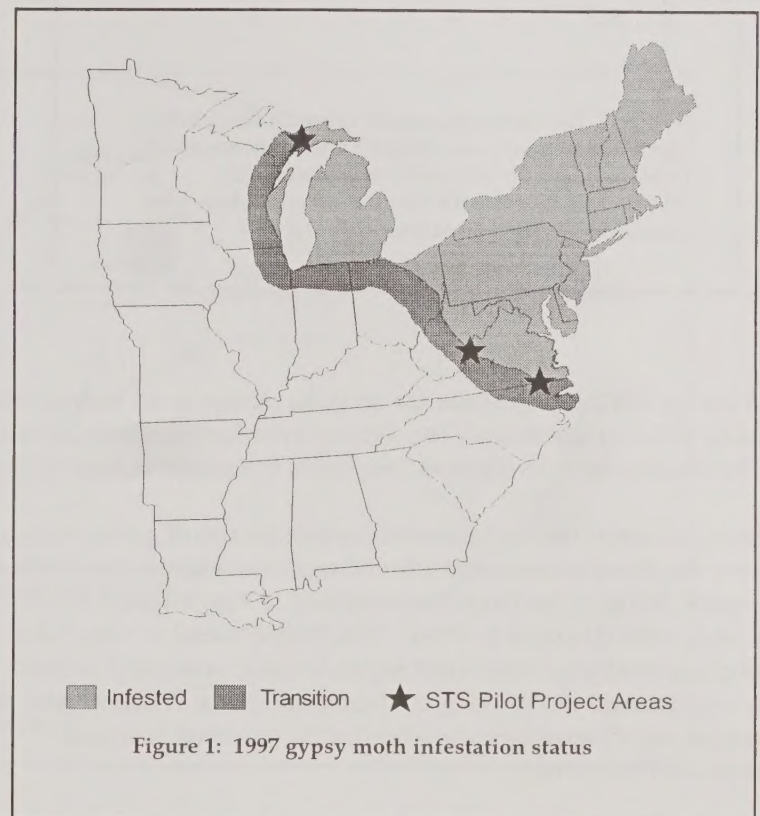 Infested Transition STS Pilot Project Areas
Figure 1: 1997 gypsy moth infestation status